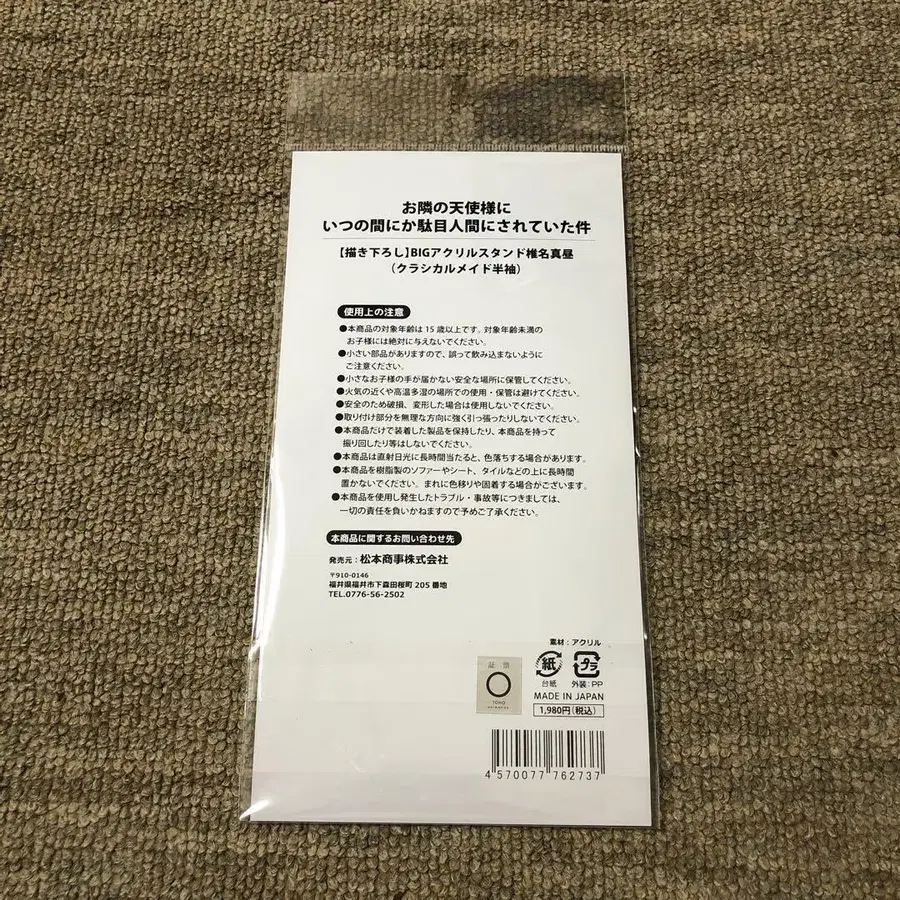 お隣の天使様に
いつの間にか駄目人間にされていた件
【描き下ろし】BIGアクリルスタンド椎名真昼
(クラシカルメイド半袖)
使用上の注意
●本商品の対象年齢は15歳以上です。対象年齢未満の
お子様には絶対に与えないでください。
●小さい部品がありますので、誤って飲み込まないように
ご注意ください。
●小さなお子様の手が届かない安全な場所に保管してください。
●火気の近くや高温多湿の場所での使用・保管は避けてください。
●安全のため破損、変形した場合は使用しないでください。
●取り付け部分を無理な方向に強く引っ張ったりしないでください。
●本商品だけで装着した製品を保持したり、本商品を持って
振り回したり等はしないでください。
●本商品は直射日光に長時間当たると、色落ちする場合があります。
●本商品を樹脂製のソファーやシート、タイルなどの上に長時間
置かないでください。まれに色移りや固着する場合がございます。
●本商品を使用し発生したトラブル・事故等につきましては、
一切の責任を負いかねますので予めご了承ください。
本商品に関するお問い合わせ先
発売元:松本商事株式会社
〒910-0146
福井県福井市下森田桜町205番地
TEL.0776-56-2502
素材:アクリル
紙 プラ
台紙 外装:PP
証 票
TOHO
MADE IN JAPAN
1,980円(税込)
4 570077 762737